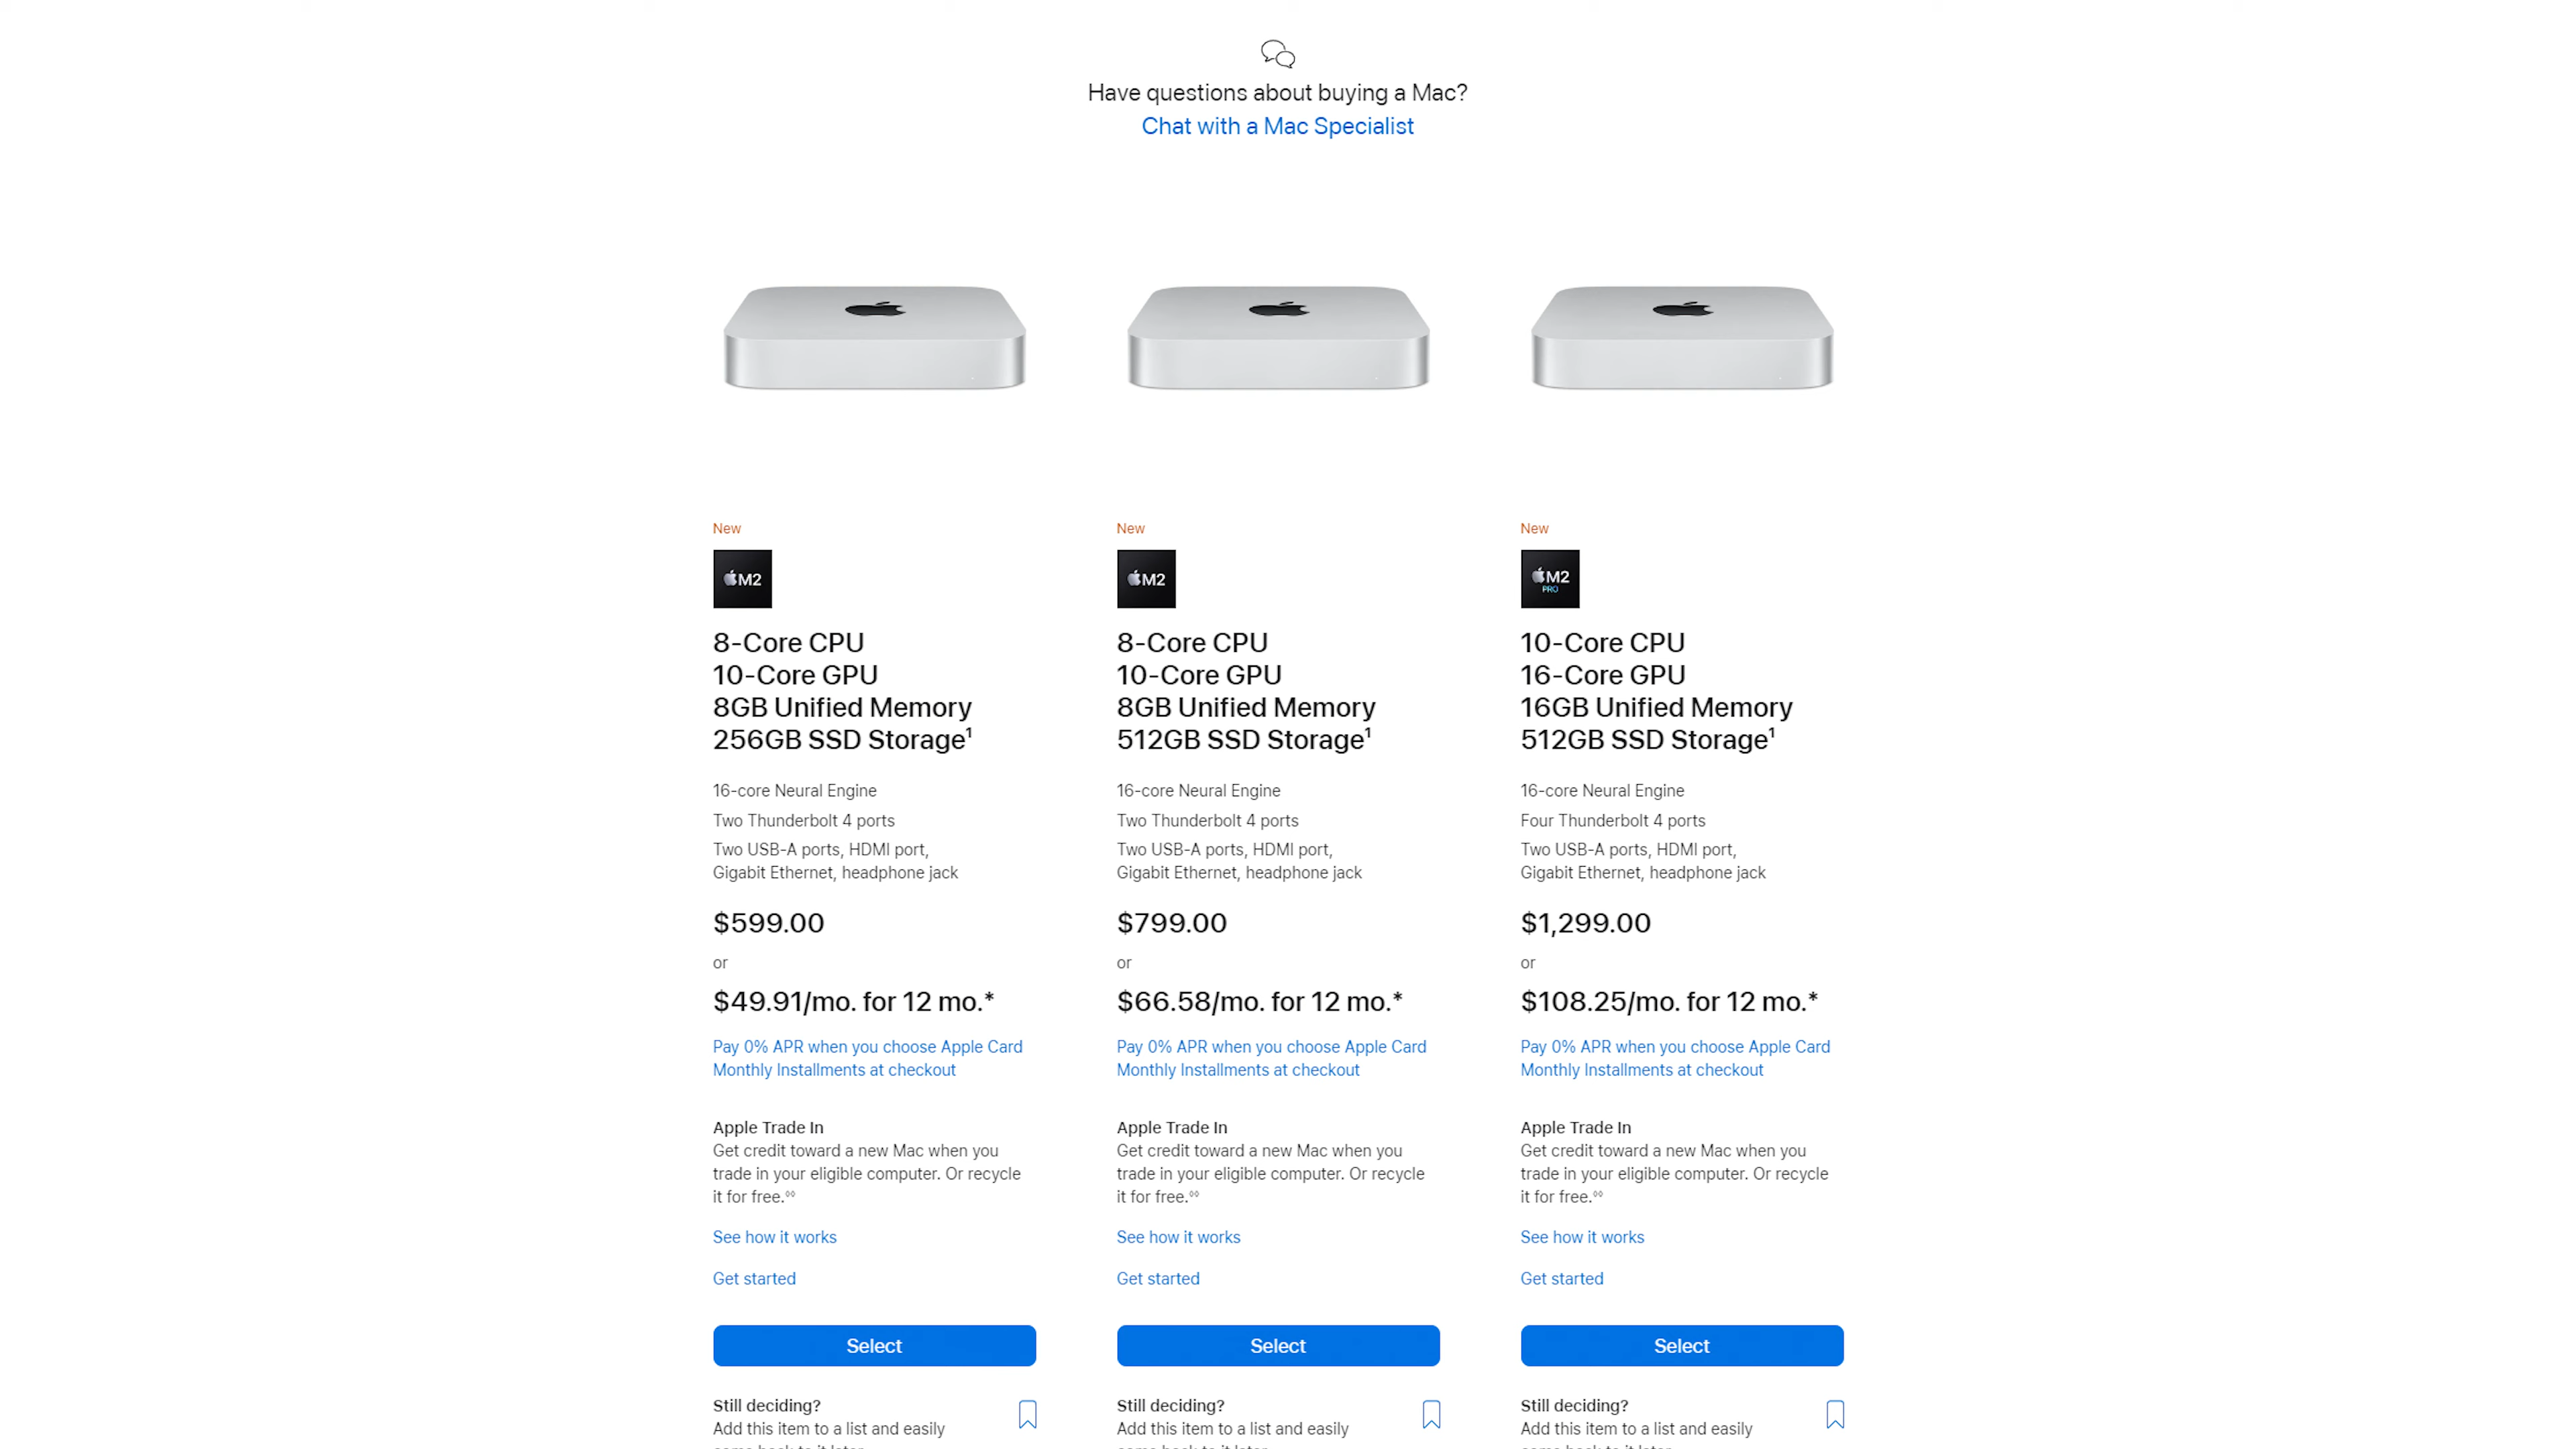 Have questions about buying a Mac?
Chat with a Mac Specialist
New
M2
8-Core CPU
10-Core GPU
8GB Unified Memory
256GB SSD Storage¹
16-core Neural Engine
Two Thunderbolt 4 ports
Two USB-A ports, HDMI port,
Gigabit Ethernet, headphone jack
$599.00
or
$49.91/mo. for 12 mo.*
Pay 0% APR when you choose Apple Card
Monthly Installments at checkout
Apple Trade In
Get credit toward a new Mac when you
trade in your eligible computer. Or recycle
it for free.◊◊
See how it works
Get started
Select
Still deciding?
Add this item to a list and easily
New
M2
8-Core CPU
10-Core GPU
8GB Unified Memory
512GB SSD Storage¹
16-core Neural Engine
Two Thunderbolt 4 ports
Two USB-A ports, HDMI port,
Gigabit Ethernet, headphone jack
$799.00
or
$66.58/mo. for 12 mo.*
Pay 0% APR when you choose Apple Card
Monthly Installments at checkout
Apple Trade In
Get credit toward a new Mac when you
trade in your eligible computer. Or recycle
it for free.◊◊
See how it works
Get started
Select
Still deciding?
Add this item to a list and easily
New
M2
PRO
10-Core CPU
16-Core GPU
16GB Unified Memory
512GB SSD Storage¹
16-core Neural Engine
Four Thunderbolt 4 ports
Two USB-A ports, HDMI port,
Gigabit Ethernet, headphone jack
$1,299.00
or
$108.25/mo. for 12 mo.*
Pay 0% APR when you choose Apple Card
Monthly Installments at checkout
Apple Trade In
Get credit toward a new Mac when you
trade in your eligible computer. Or recycle
it for free.◊◊
See how it works
Get started
Select
Still deciding?
Add this item to a list and easily